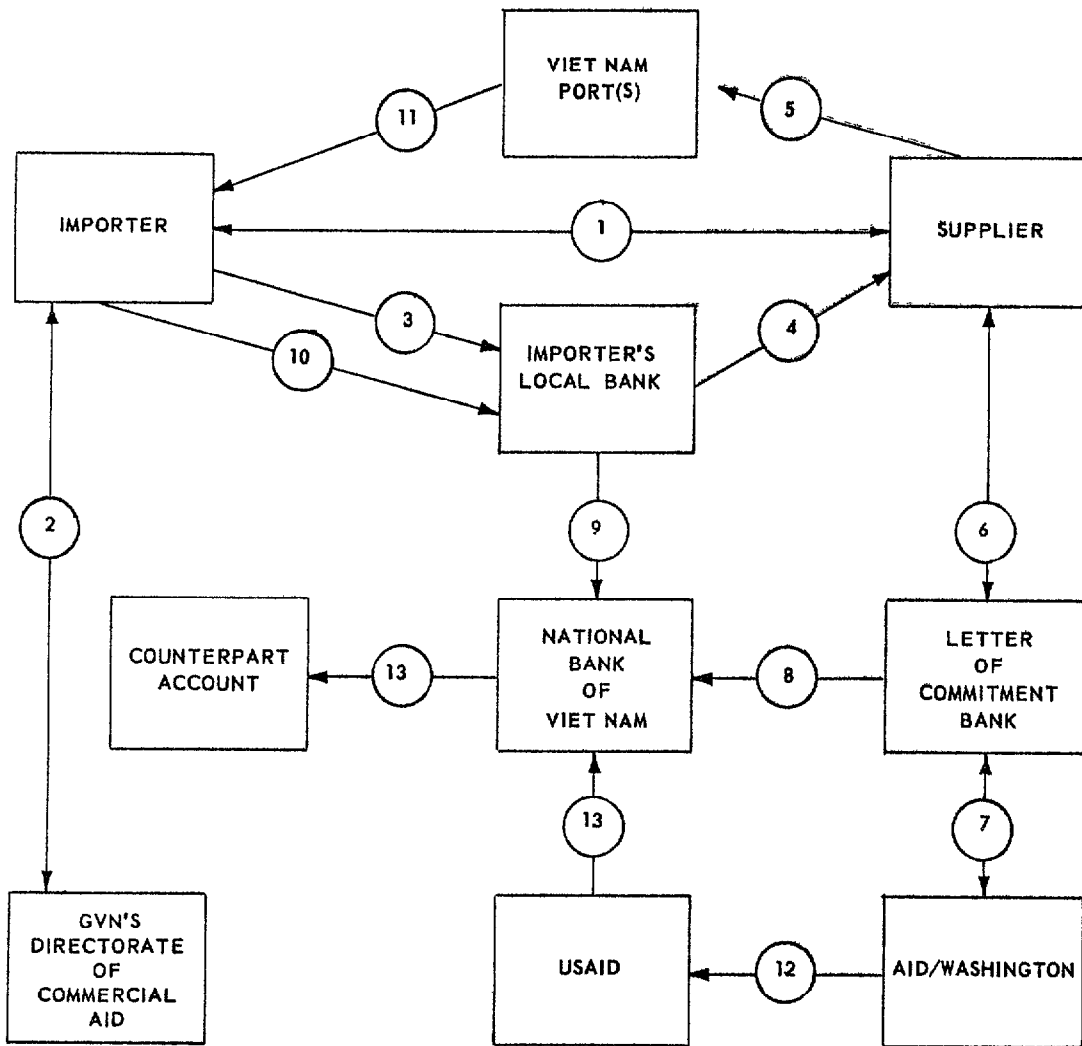 VIET NAM
PORT(S)
5
11
IMPORTER
1
SUPPLIER
3
4
10
IMPORTER'S
LOCAL BANK
2
9
6
COUNTERPART
ACCOUNT
13
NATIONAL
BANK
OF
VIET NAM
8
LETTER
OF
COMMITMENT
BANK
13
7
GVN'S
DIRECTORATE
OF
COMMERCIAL
AID
USAID
12
AID/WASHINGTON